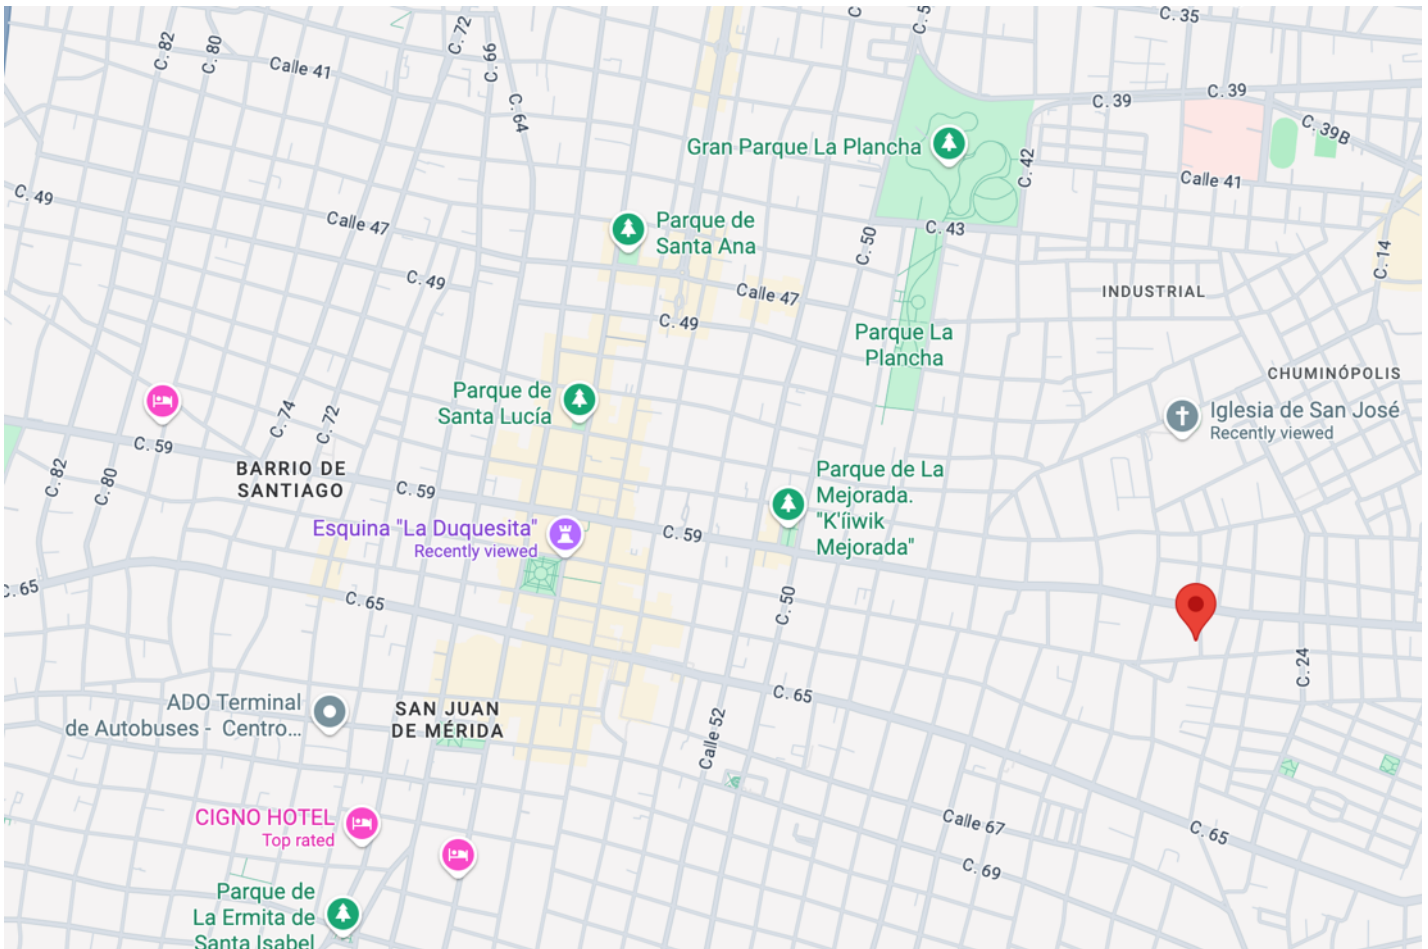 C. 35
C. 72
C. 82
C. 80
C. 66
Calle 41
C. 64
C. 39
C. 39
C. 39B
Gran Parque La Plancha
C. 42
Calle 41
C. 49
Calle 47
Parque de
Santa Ana
C. 50
C. 43
C. 14
C. 49
Calle 47
INDUSTRIAL
C. 49
Parque La
Plancha
CHUMINÓPOLIS
Parque de
Santa Lucía
C. 74
C. 72
Iglesia de San José
Recently viewed
C. 59
BARRIO DE
SANTIAGO
C. 82
C. 80
C. 59
Parque de La
Mejorada.
"K'íiwik
Mejorada"
Esquina "La Duquesita"
Recently viewed
C. 59
C. 65
C. 65
C. 50
C. 24
ADO Terminal
de Autobuses - Centro...
SAN JUAN
DE MÉRIDA
C. 65
Calle 52
CIGNO HOTEL
Top rated
Calle 67
C. 65
C. 69
Parque de
La Ermita de
Santa Isabel